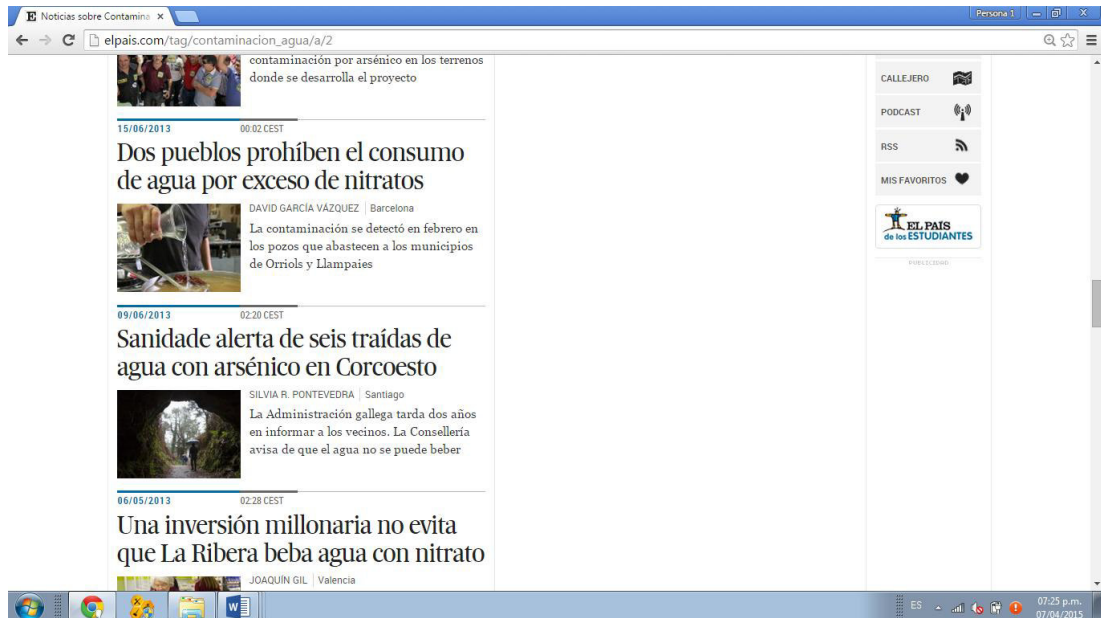 Noticias sobre Contamina
Persona 1
elpais.com/tag/contaminacion_agua/a/2
contaminación por arsénico en los terrenos
donde se desarrolla el proyecto
15/06/2013 00:02 CEST
Dos pueblos prohíben el consumo
de agua por exceso de nitratos
DAVID GARCÍA VÁZQUEZ | Barcelona
La contaminación se detectó en febrero en
los pozos que abastecen a los municipios
de Orriols y Llampaies
09/06/2013 02:20 CEST
Sanidade alerta de seis traídas de
agua con arsénico en Corcoesto
SILVIA R. PONTEVEDRA | Santiago
La Administración gallega tarda dos años
en informar a los vecinos. La Consellería
avisa de que el agua no se puede beber
06/05/2013 02:28 CEST
Una inversión millonaria no evita
que La Ribera beba agua con nitrato
JOAQUÍN GIL | Valencia
CALLEJERO
PODCAST
RSS
MIS FAVORITOS
EL PAÍS
de los ESTUDIANTES
PUBLICIDAD
ES
07:25 p.m.
07/04/2015